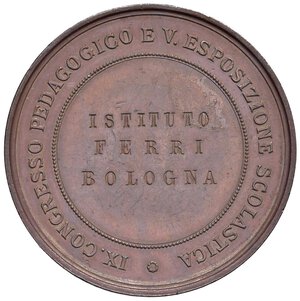 IX. CONGRESSO PEDAGOGICO E V. ESPOSIZIONE SCOLASTICA
ISTITUTO
FERRI
BOLOGNA